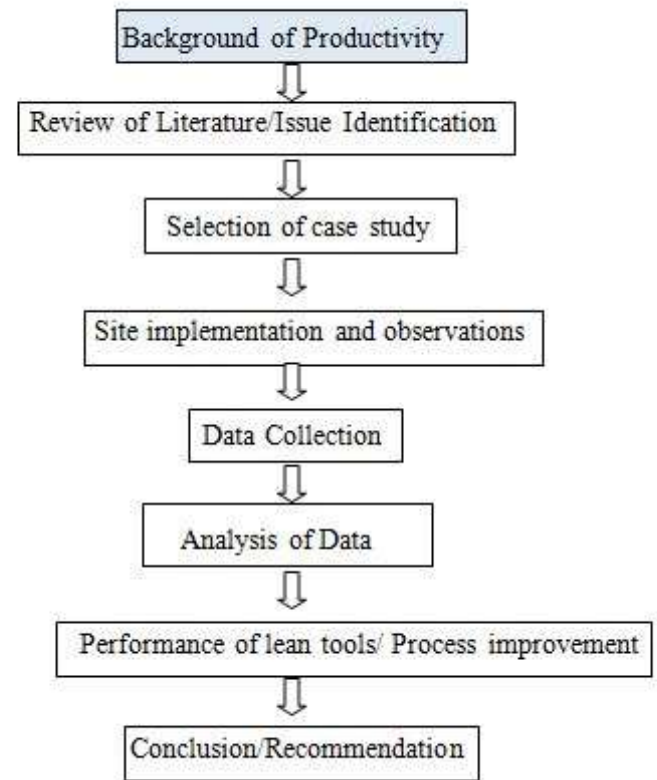 Background of Productivity
Review of Literature/Issue Identification
Selection of case study
Site implementation and observations
Data Collection
Analysis of Data
Performance of lean tools/ Process improvement
Conclusion/Recommendation